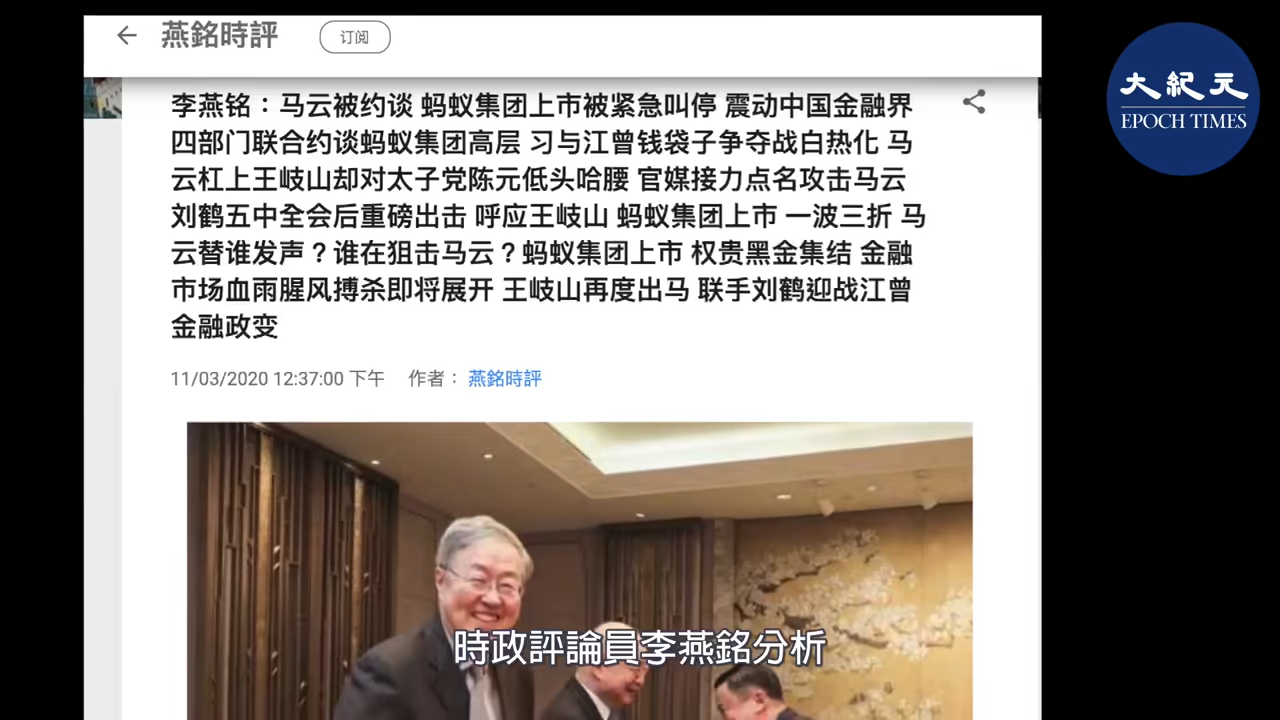 燕銘時評
订阅
大紀元
EPOCH TIMES
李燕铭：马云被约谈 蚂蚁集团上市被紧急叫停 震动中国金融界
四部门联合约谈蚂蚁集团高层 习与江曾钱袋子争夺战白热化 马
云杠上王岐山却对太子党陈元低头哈腰 官媒接力点名攻击马云
刘鹤五中全会后重磅出击 呼应王岐山 蚂蚁集团上市 一波三折 马
云替谁发声？谁在狙击马云？蚂蚁集团上市 权贵黑金集结 金融
市场血雨腥风搏杀即将展开 王岐山再度出马 联手刘鹤迎战江曾
金融政变
11/03/2020 12:37:00 下午 作者： 燕銘時評
時政評論員李燕銘分析